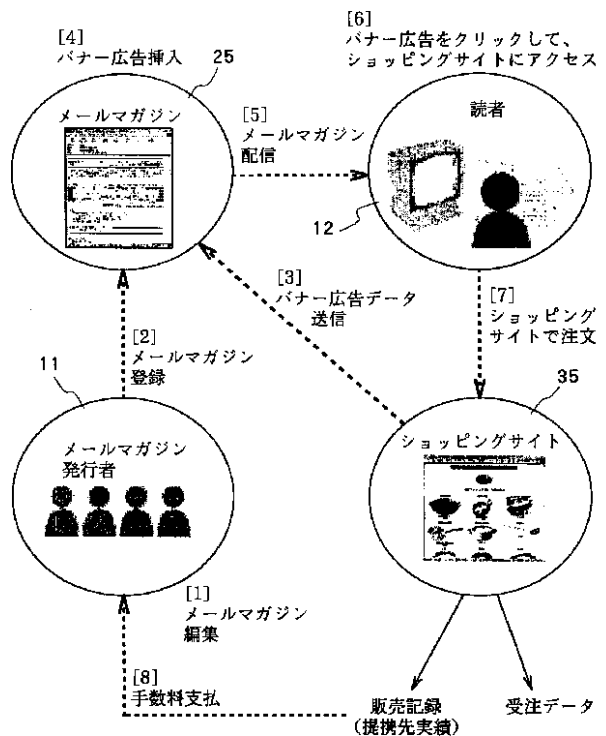 [4]
バナー広告挿入
25
メールマガジン
[5]
メールマガジン
配信
[6]
バナー広告をクリックして、
ショッピングサイトにアクセス
読者
12
[3]
バナー広告データ
送信
[7]
ショッピング
サイトで注文
[2]
メールマガジン
登録
11
メールマガジン
発行者
35
ショッピングサイト
[1]
メールマガジン
編集
[8]
手数料支払
販売記録
(提携先実績)
受注データ